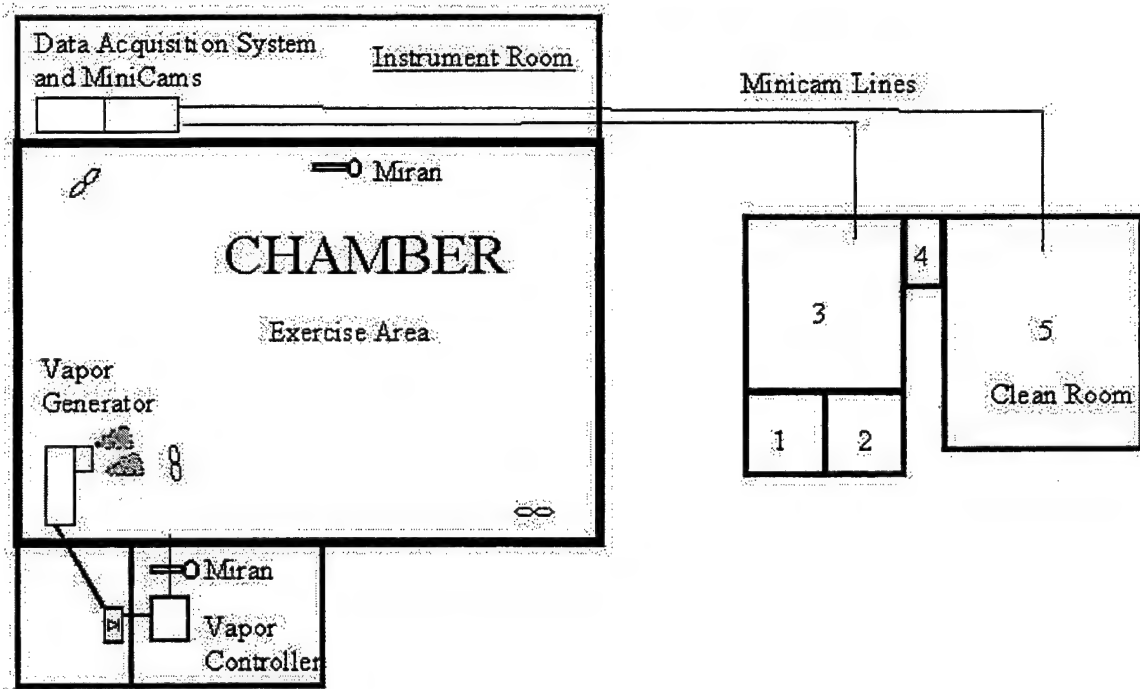 Data Acquisition System
and MiniCams
Instrument Room
Minicam Lines
Miran
CHAMBER
Exercise Area
Vapor
Generator
3
4
5
Clean Room
1
2
Miran
Vapor
Controller